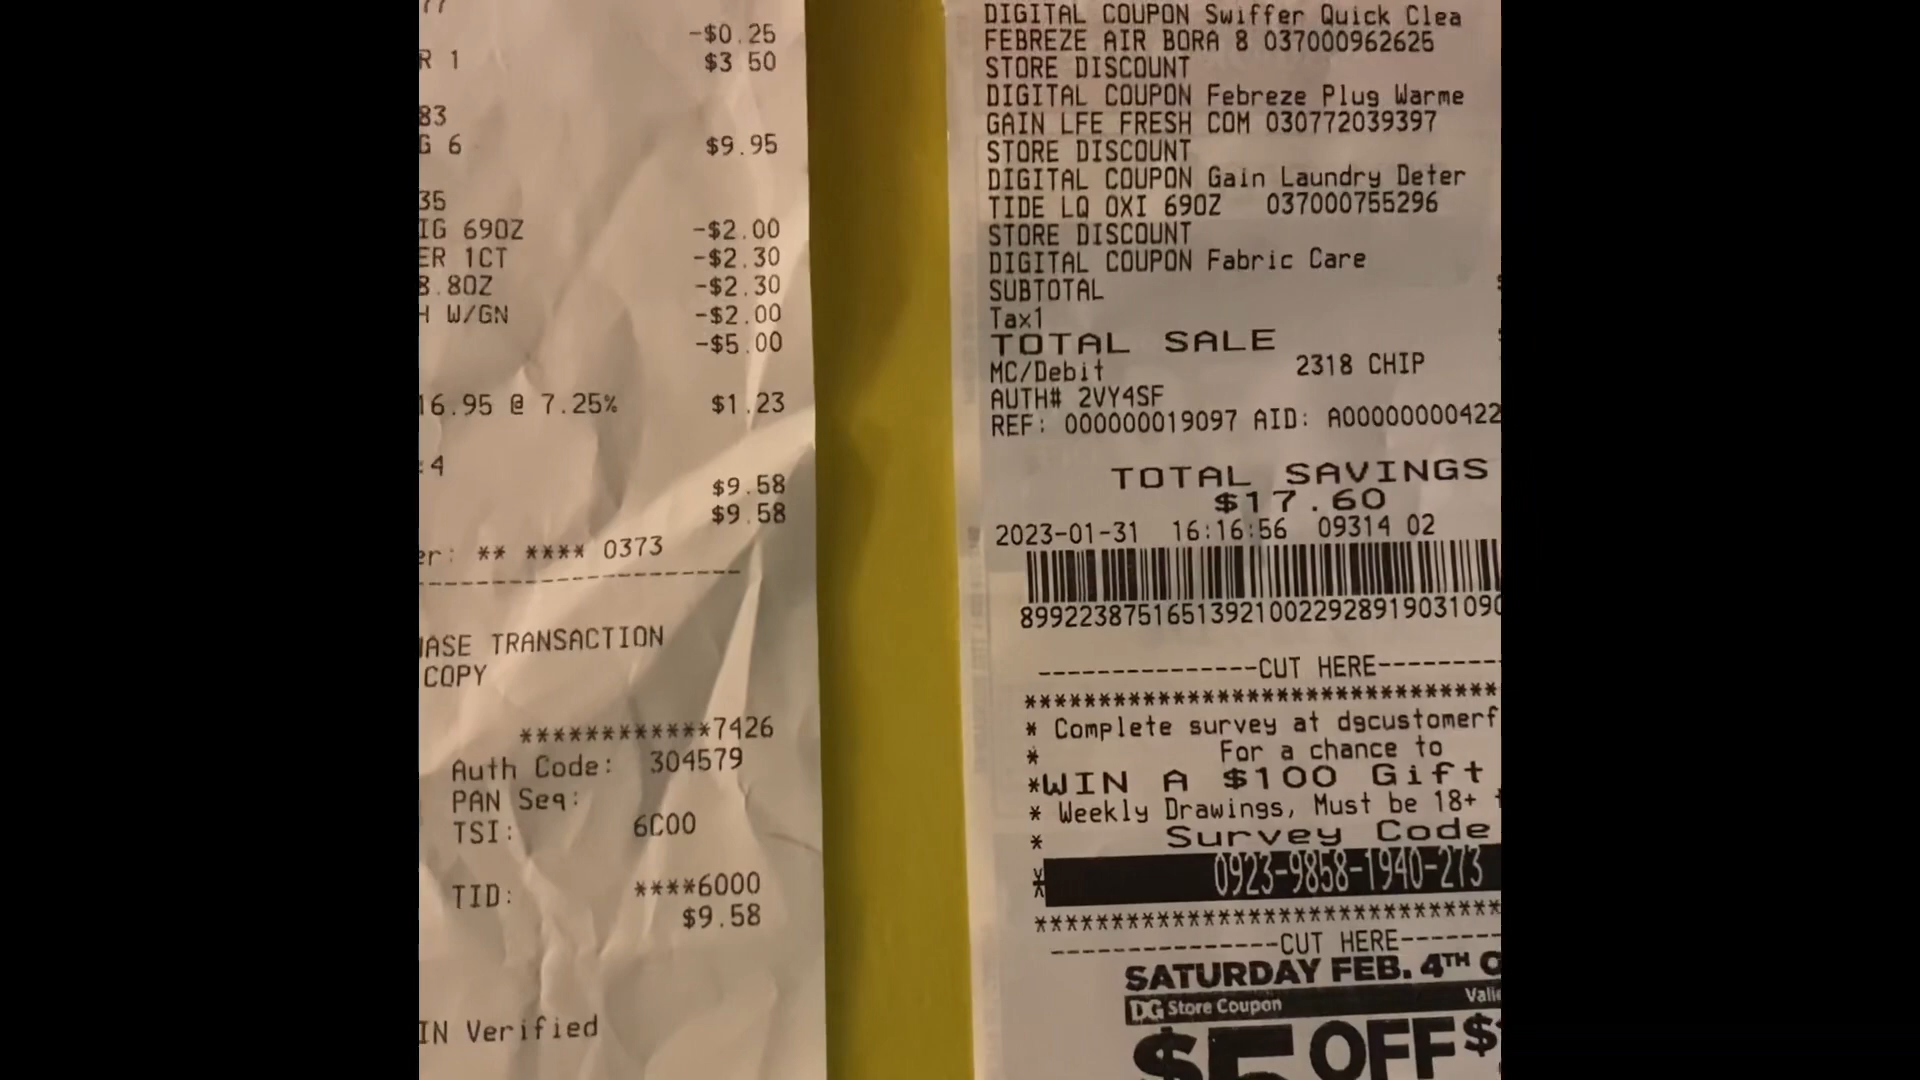 -$0.25
R 1 $3.50
83
G 6 $9.95
35
IG 69OZ -$2.00
ER 1CT -$2.30
8.8OZ -$2.30
H W/GN -$2.00
-$5.00
16.95 @ 7.25% $1.23
:4
$9.58
$9.58
er: ** **** 0373
--------------------------
HASE TRANSACTION
COPY
************7426
Auth Code: 304579
PAN Seq:
TSI: 6C00
TID: ****6000
$9.58
IN Verified
DIGITAL COUPON Swiffer Quick Clea
FEBREZE AIR BORA 8 037000962625
STORE DISCOUNT
DIGITAL COUPON Febreze Plug Warme
GAIN LFE FRESH COM 030772039397
STORE DISCOUNT
DIGITAL COUPON Gain Laundry Deter
TIDE LQ OXI 69OZ 037000755296
STORE DISCOUNT
DIGITAL COUPON Fabric Care
SUBTOTAL
Tax1
TOTAL SALE
MC/Debit 2318 CHIP
AUTH# 2VY4SF
REF: 000000019097 AID: A000000000422
TOTAL SAVINGS
$17.60
2023-01-31 16:16:56 09314 02
899223875165139210022928919031090
---------------CUT HERE--------
*******************************
* Complete survey at dgcustomerf
* For a chance to
*WIN A $100 Gift
* Weekly Drawings, Must be 18+
* Survey Code
* 0923-9858-1940-273
*******************************
---------------CUT HERE-------
SATURDAY FEB. 4TH O
DG Store Coupon Vali
$5 OFF $